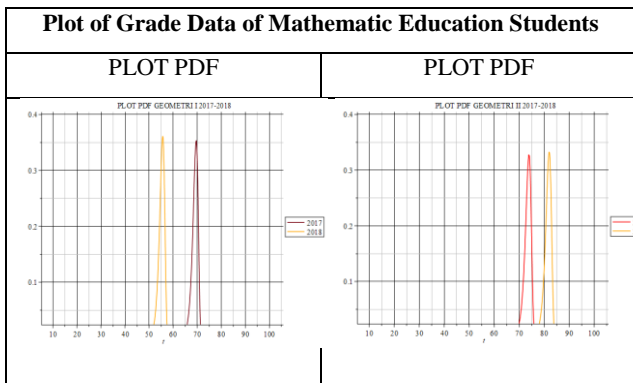 Plot of Grade Data of Mathematic Education Students
PLOT PDF
PLOT PDF
PLOT PDF GEOMETRI I 2017-2018
0.4
0.3
0.2
0.1
10 20 30 40 50 60 70 80 90 100
t
2017
2018
PLOT PDF GEOMETRI II 2017-2018
0.4
0.3
0.2
0.1
10 20 30 40 50 60 70 80 90 100
t